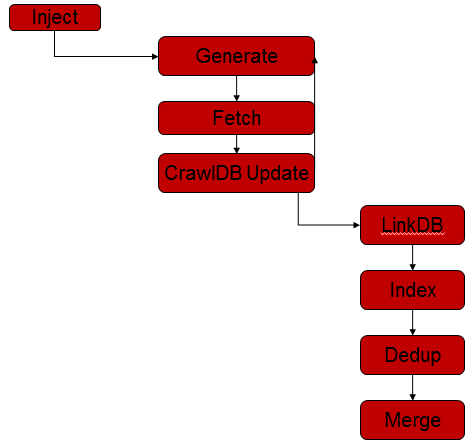 Inject
Generate
Fetch
CrawlDB Update
LinkDB
Index
Dedup
Merge